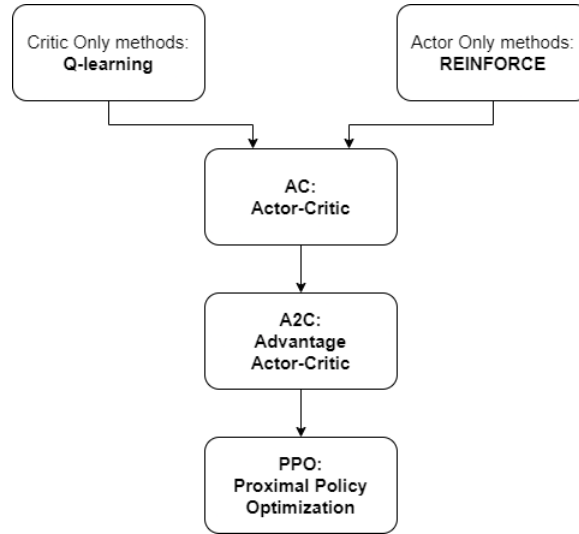 Critic Only methods:
Q-learning
Actor Only methods:
REINFORCE
AC:
Actor-Critic
A2C:
Advantage
Actor-Critic
PPO:
Proximal Policy
Optimization